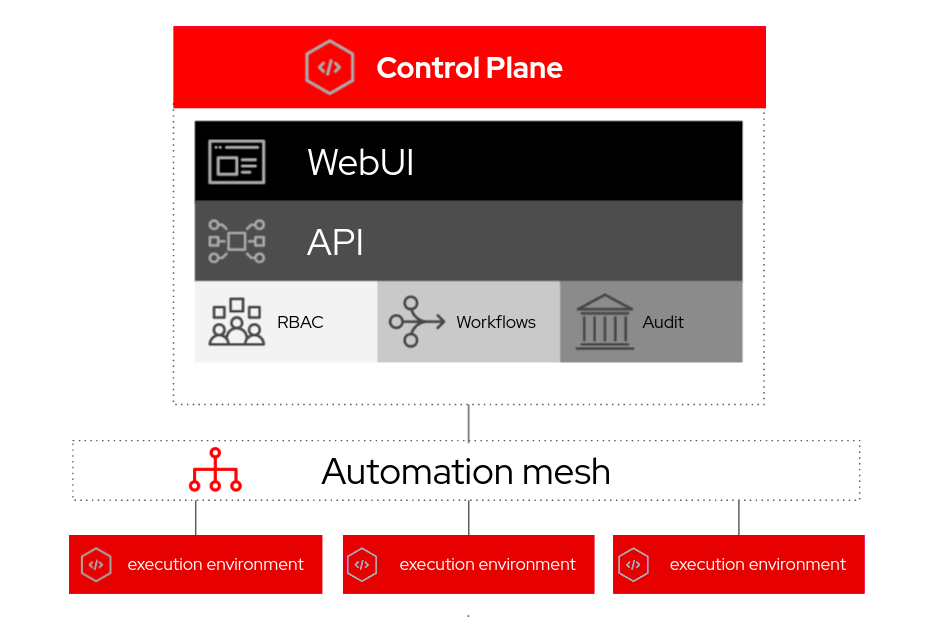 Control Plane
WebUI
API
RBAC
Workflows
Audit
Automation mesh
execution environment
execution environment
execution environment